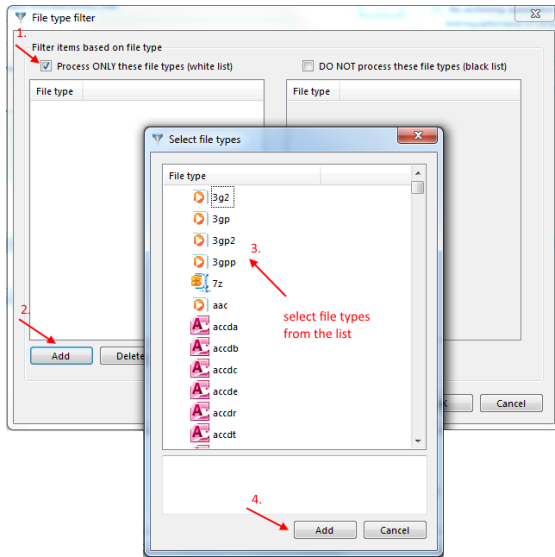 File type filter
1.
Filter items based on file type
Process ONLY these file types (white list)
DO NOT process these file types (black list)
File type
File type
Select file types
File type
3g2
3gp
3gp2
3.
3gpp
7z
aac
select file types
from the list
accda
accdb
accdc
accde
accdr
accdt
2.
Add
Delete
Cancel
4.
Add
Cancel